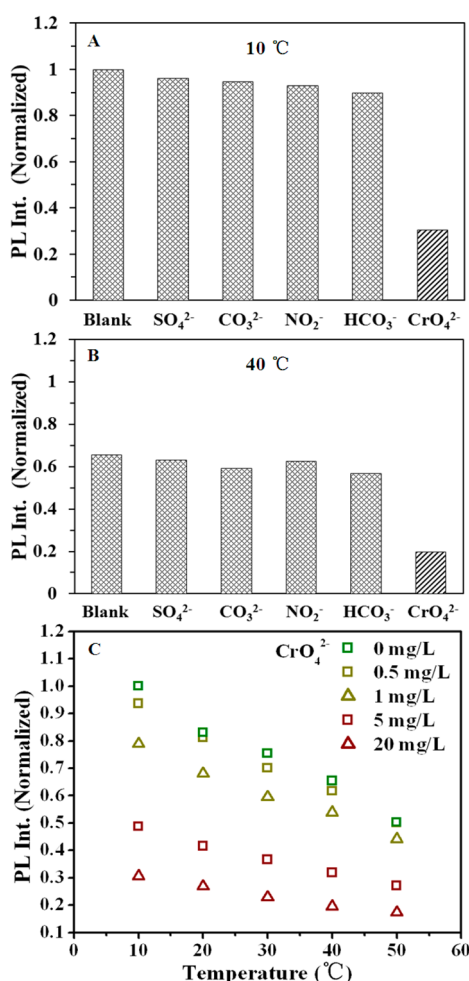 A
10 ℃
PL Int. (Normalized)
1.2
1
0.8
0.6
0.4
0.2
0
Blank SO₄²⁻ CO₃²⁻ NO₂⁻ HCO₃⁻ CrO₄²⁻
B
40 ℃
PL Int. (Normalized)
1.2
1
0.8
0.6
0.4
0.2
0
Blank SO₄²⁻ CO₃²⁻ NO₂⁻ HCO₃⁻ CrO₄²⁻
C
CrO₄²⁻
0 mg/L
0.5 mg/L
1 mg/L
5 mg/L
20 mg/L
PL Int. (Normalized)
1.2
1.1
1.0
0.9
0.8
0.7
0.6
0.5
0.4
0.3
0.2
0.1
0 10 20 30 40 50 60
Temperature (℃)